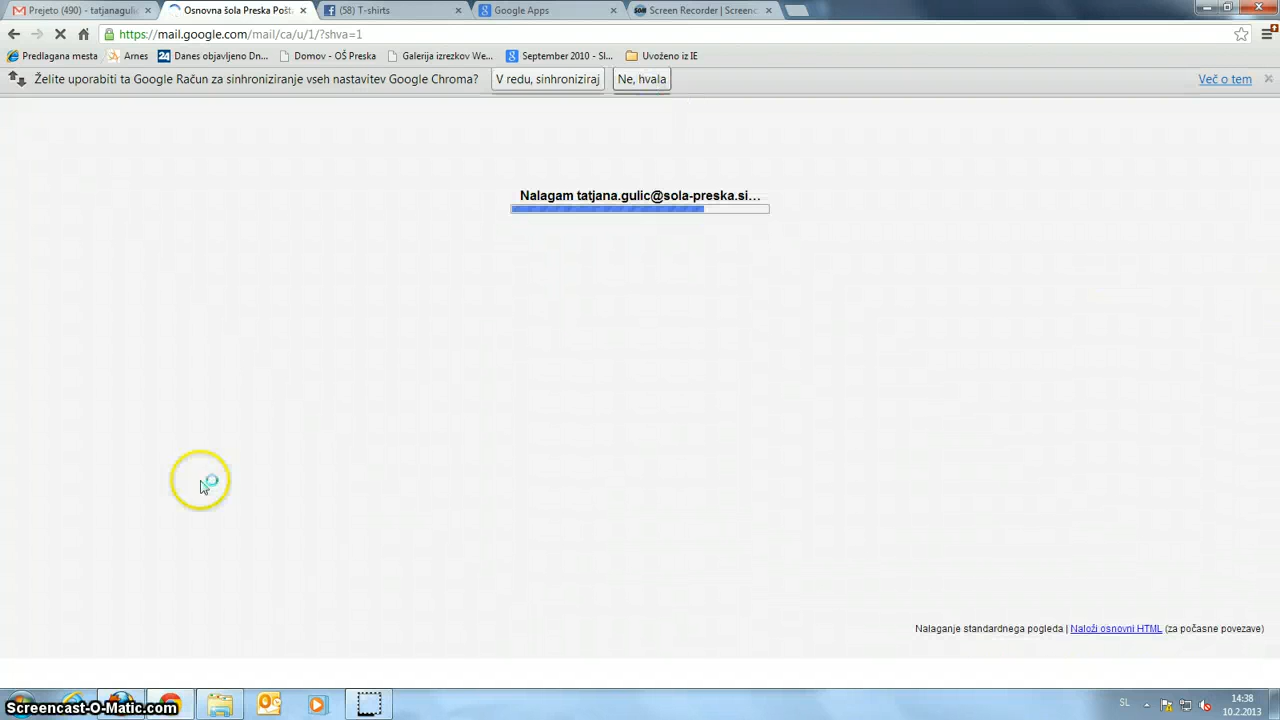 Prejeto (490) - tatjanagulic
Osnovna šola Preska Pošt
(58) T-shirts
Google Apps
Screen Recorder | Screenc
https://mail.google.com/mail/ca/u/1/?shva=1
Predlagana mesta
Arnes
24 Danes objavljeno Dn...
Domov - OŠ Preska
Galerija izrezkov We...
September 2010 - Sl...
Uvoženo iz IE
Želite uporabiti ta Google Račun za sinhroniziranje vseh nastavitev Google Chroma?
V redu, sinhroniziraj
Ne, hvala
Več o tem
Nalagam tatjana.gulic@sola-preska.si...
Nalaganje standardnega pogleda | Naloži osnovni HTML (za počasne povezave)
SL
14:38
10.2.2013
Screencast-O-Matic.com